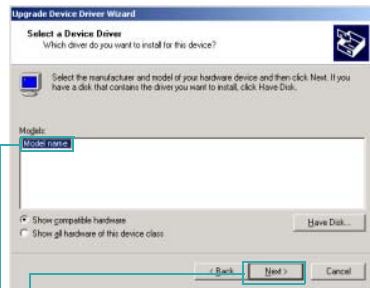 Upgrade Device Driver Wizard
Select a Device Driver
Which driver do you want to install for this device?
Select the manufacturer and model of your hardware device and then click Next. If you
have a disk that contains the driver you want to install, click Have Disk.
Models:
Model name
Show compatible hardware
Show all hardware of this device class
Have Disk...
< Back
Next >
Cancel